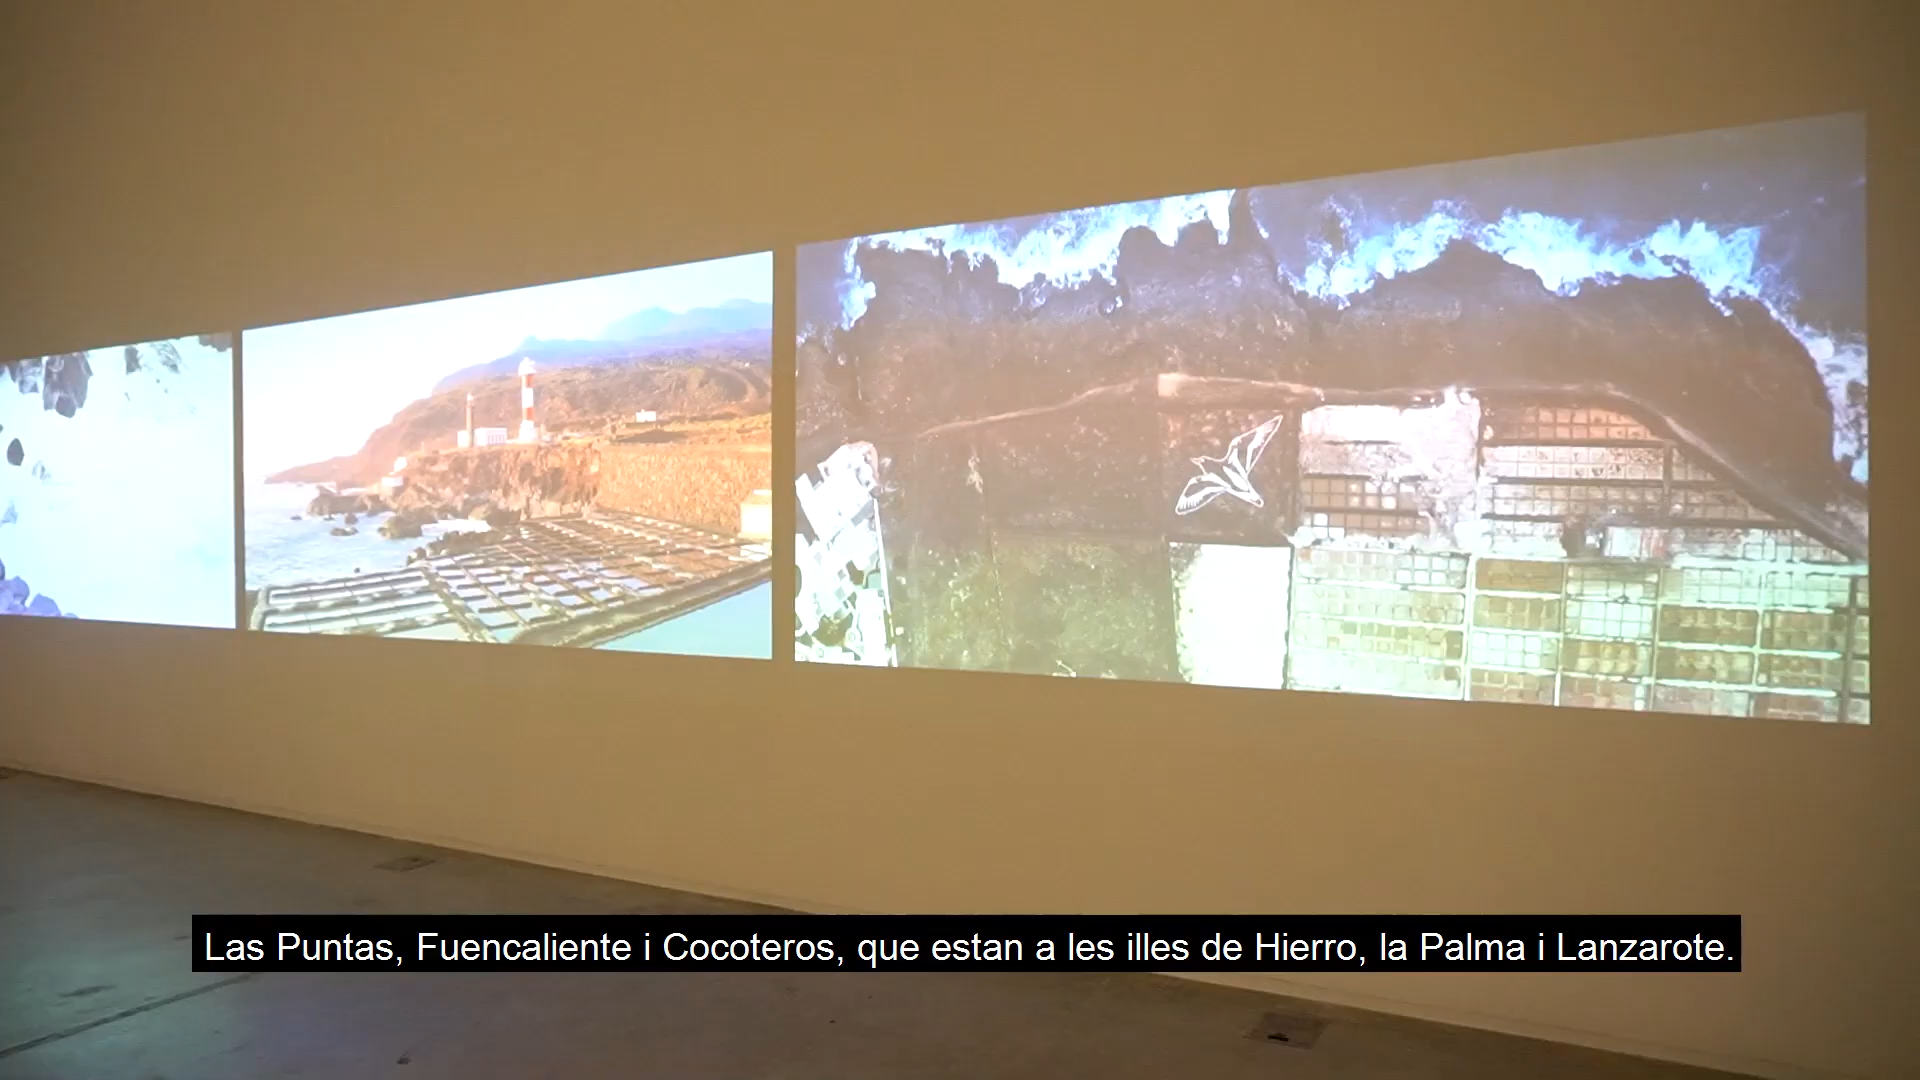 Las Puntas, Fuencaliente i Cocoteros, que estan a les illes de Hierro, la Palma i Lanzarote.